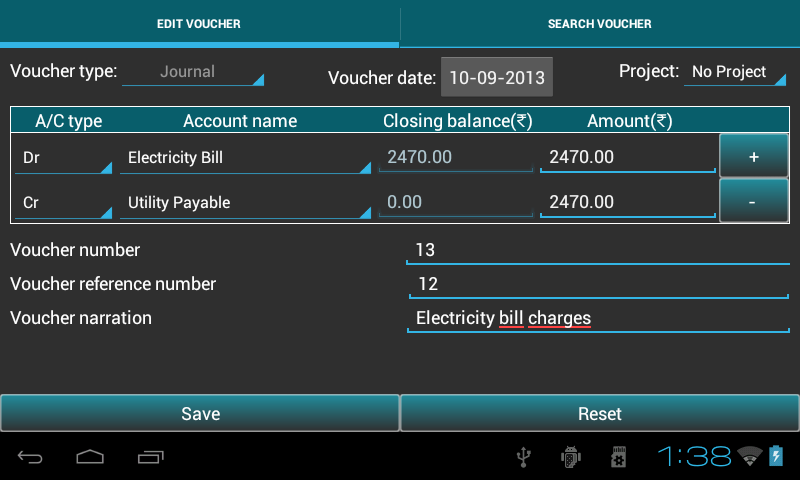 EDIT VOUCHER SEARCH VOUCHER
Voucher type: Journal Voucher date: 10-09-2013 Project: No Project
A/C type Account name Closing balance(₹) Amount(₹)
Dr Electricity Bill 2470.00 2470.00 +
Cr Utility Payable 0.00 2470.00 -
Voucher number 13
Voucher reference number 12
Voucher narration Electricity bill charges
Save Reset
1:38